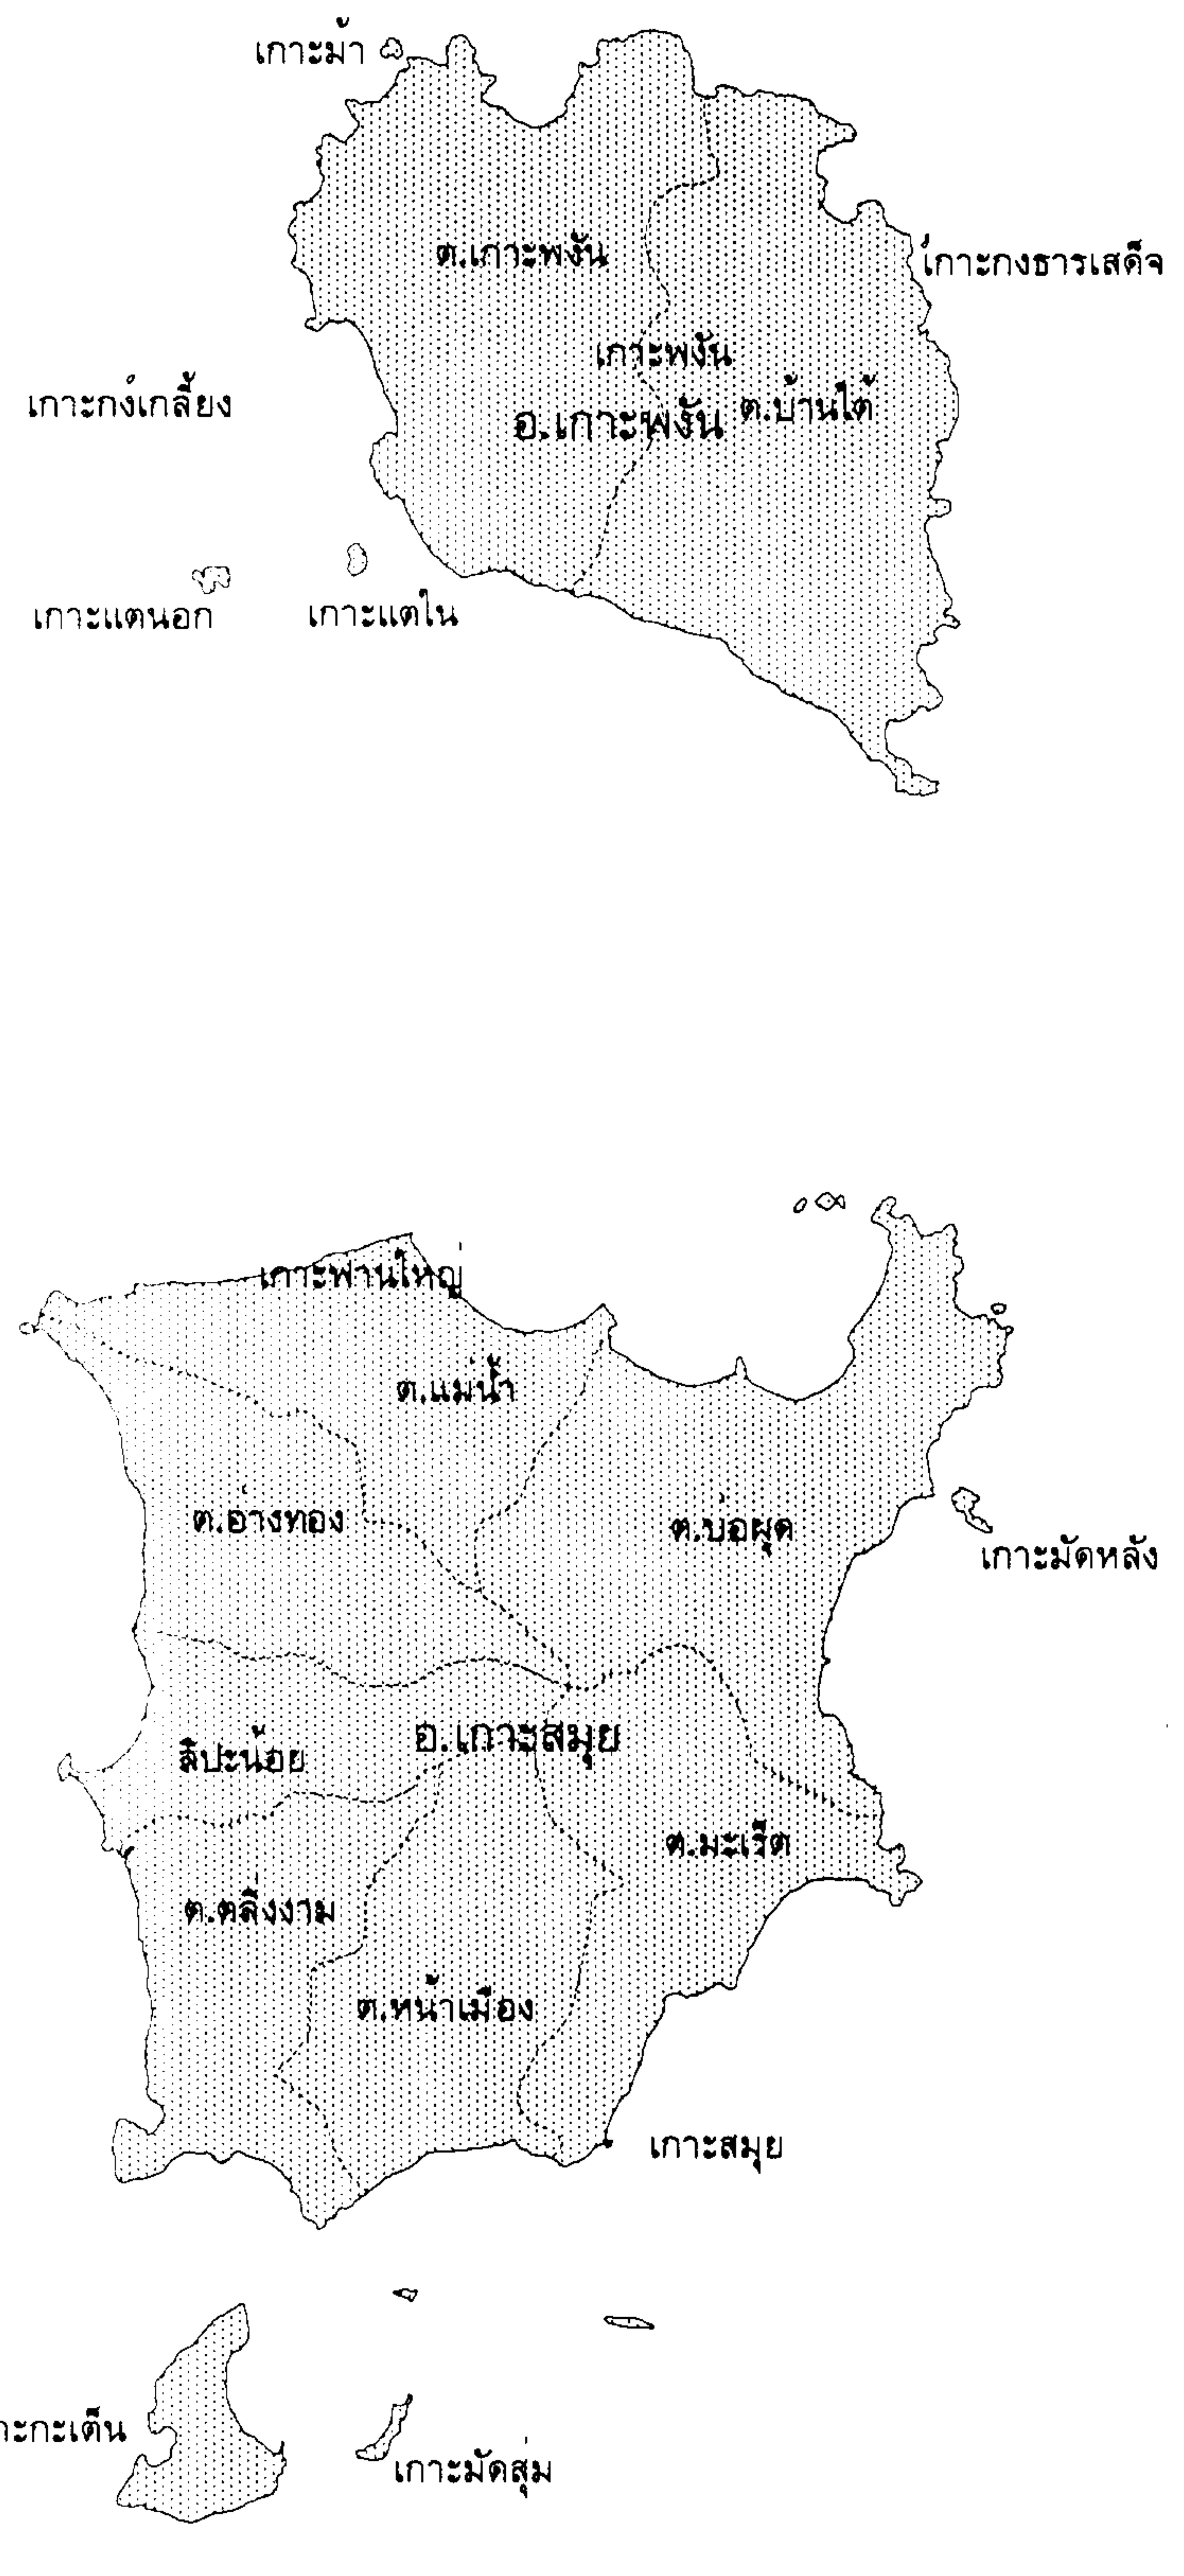 เกาะม้า
ต.เกาะพงัน
เกาะกงธารเสด็จ
เกาะพงัน
เกาะกงเกลี้ยง
อ.เกาะพงัน
ต.บ้านใต้
เกาะแตนอก
เกาะแตใน
เกาะฟานใหญ่
ต.แม่น้ำ
ต.อ่างทอง
ต.บ่อผุด
เกาะมัดหลัง
อ.เกาะสมุย
ลิปะน้อย
ต.มะเร็ต
ต.ตลิ่งงาม
ต.หน้าเมือง
เกาะสมุย
าะกะเต็น
เกาะมัดสุ่ม